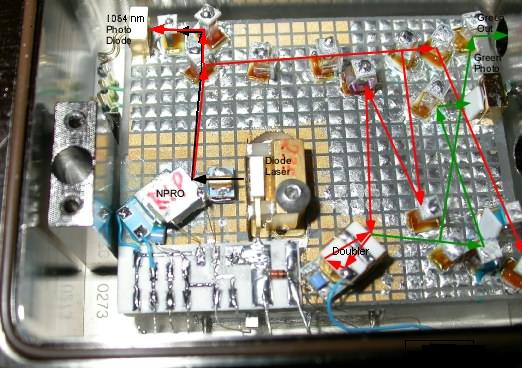 1064 nm
Photo
Diode
Green
Out
Green
Photo
Diode
Laser
NPRO
Doubler
0273